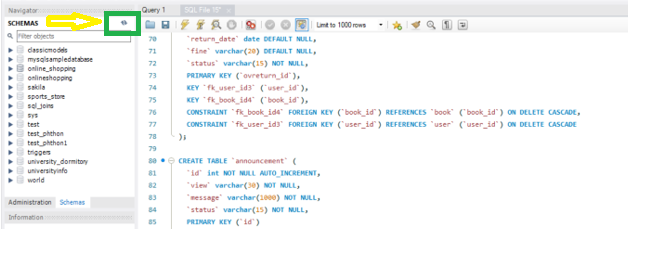 Navigator
SCHEMAS
Filter objects
classicmodels
mysqlsampledatabase
online_shopping
onlineshopping
sakila
sports_store
sql_joins
sys
test
test_phthon
test_phthon1
triggers
university_dormitory
universityinfo
world
Administration Schemas
Information
Query 1 SQL File 16*
Limit to 1000 rows
70 `return_date` date DEFAULT NULL,
71 `fine` varchar(20) DEFAULT NULL,
72 `status` varchar(15) NOT NULL,
73 PRIMARY KEY (`ovreturn_id`),
74 KEY `fk_user_id3` (`user_id`),
75 KEY `fk_book_id4` (`book_id`),
76 CONSTRAINT `fk_book_id4` FOREIGN KEY (`book_id`) REFERENCES `book` (`book_id`) ON DELETE CASCADE,
77 CONSTRAINT `fk_user_id3` FOREIGN KEY (`user_id`) REFERENCES `user` (`user_id`) ON DELETE CASCADE
78 );
79
80 CREATE TABLE `announcement` (
81 `id` int NOT NULL AUTO_INCREMENT,
82 `view` varchar(30) NOT NULL,
83 `message` varchar(1000) NOT NULL,
84 `status` varchar(15) NOT NULL,
85 PRIMARY KEY (`id`)